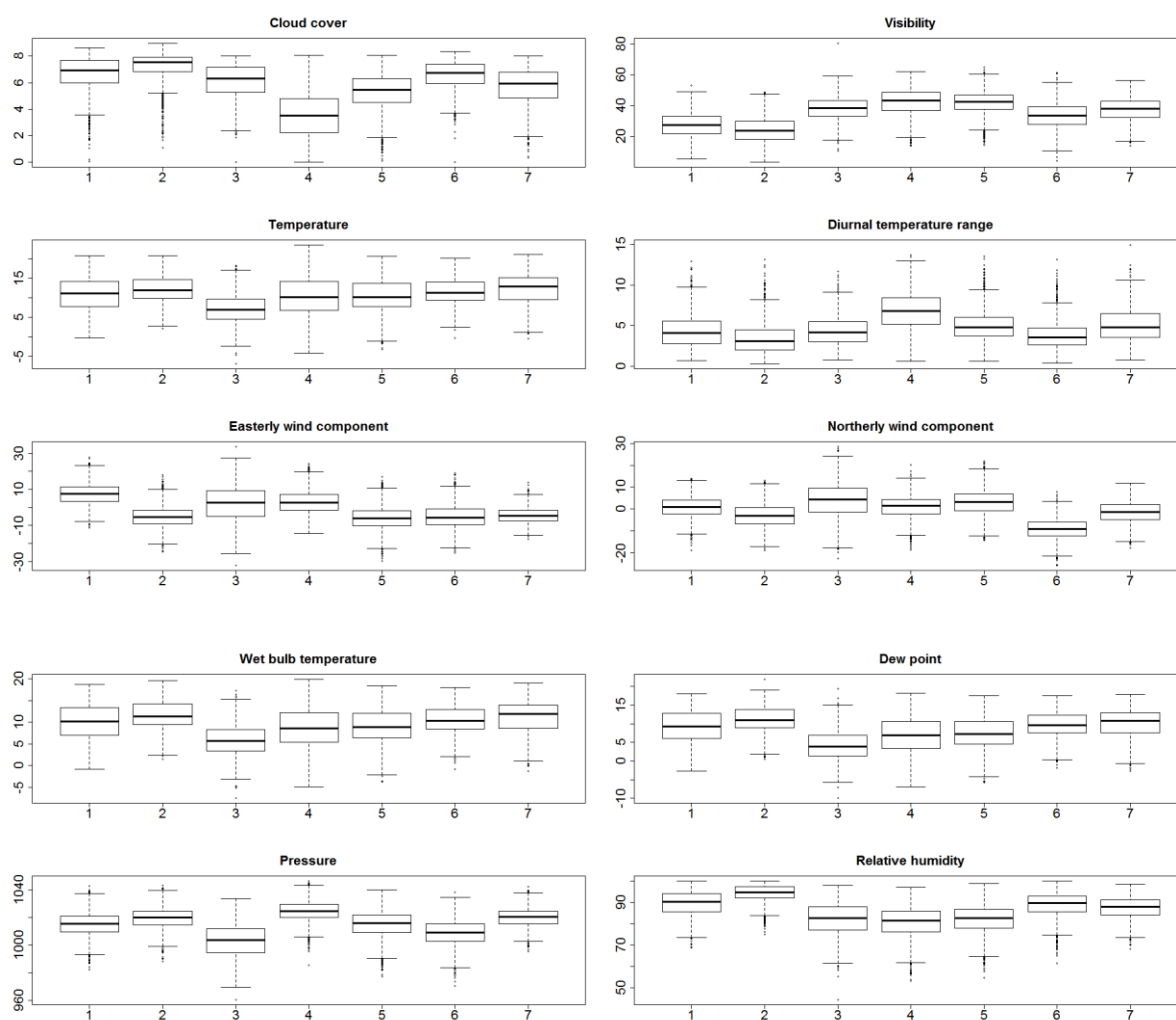 Cloud cover
8
6
4
2
0
1 2 3 4 5 6 7
Visibility
80
60
40
20
1 2 3 4 5 6 7
Temperature
15
5
-5
1 2 3 4 5 6 7
Diurnal temperature range
15
10
5
0
1 2 3 4 5 6 7
Easterly wind component
30
10
-10
-30
1 2 3 4 5 6 7
Northerly wind component
30
10
0
-20
1 2 3 4 5 6 7
Wet bulb temperature
20
15
10
5
0
-5
1 2 3 4 5 6 7
Dew point
15
5
0
-10
1 2 3 4 5 6 7
Pressure
1040
1000
960
1 2 3 4 5 6 7
Relative humidity
90
70
50
1 2 3 4 5 6 7